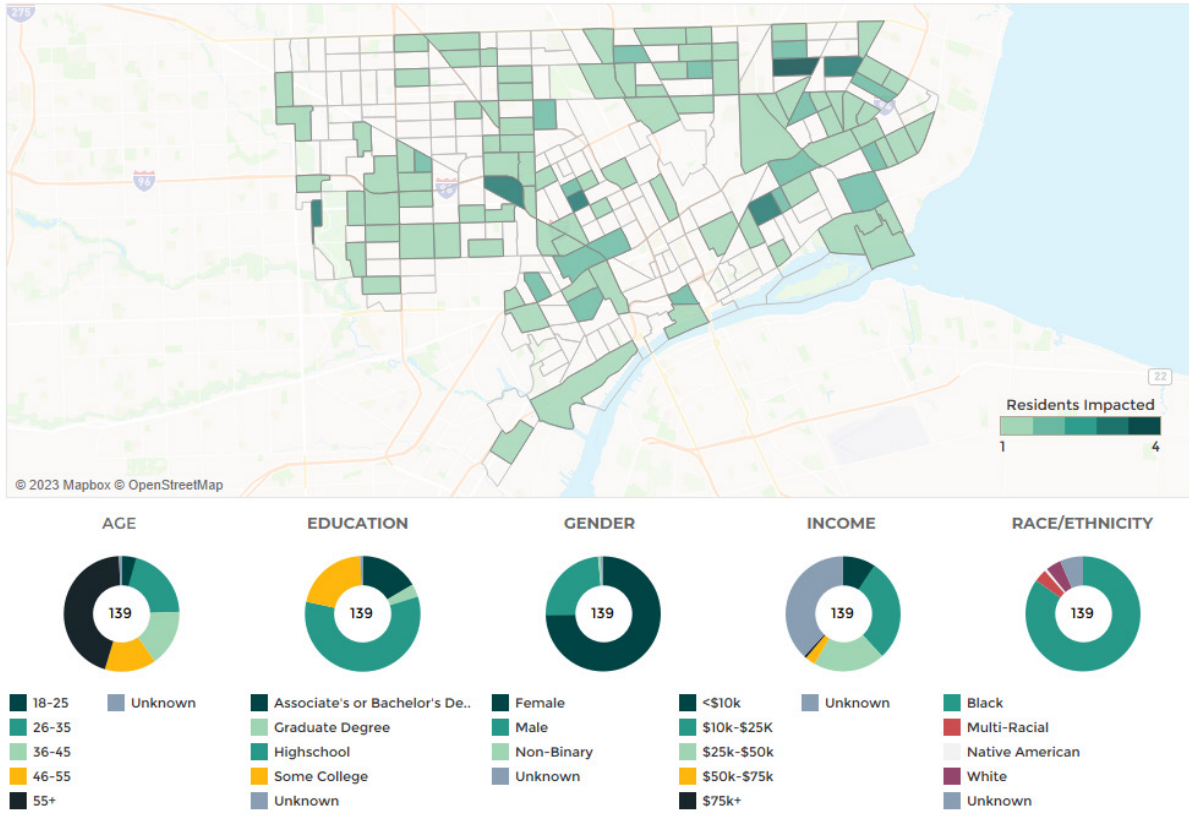 275
96
94
96
22
Residents Impacted
1 4
© 2023 Mapbox © OpenStreetMap
AGE EDUCATION GENDER INCOME RACE/ETHNICITY
139 139 139 139 139
18-25 Unknown Associate's or Bachelor's De.. Female <$10k Unknown Black
26-35 Graduate Degree Male $10k-$25K Multi-Racial
36-45 Highschool Non-Binary $25k-$50k Native American
46-55 Some College Unknown $50k-$75k White
55+ Unknown $75k+ Unknown